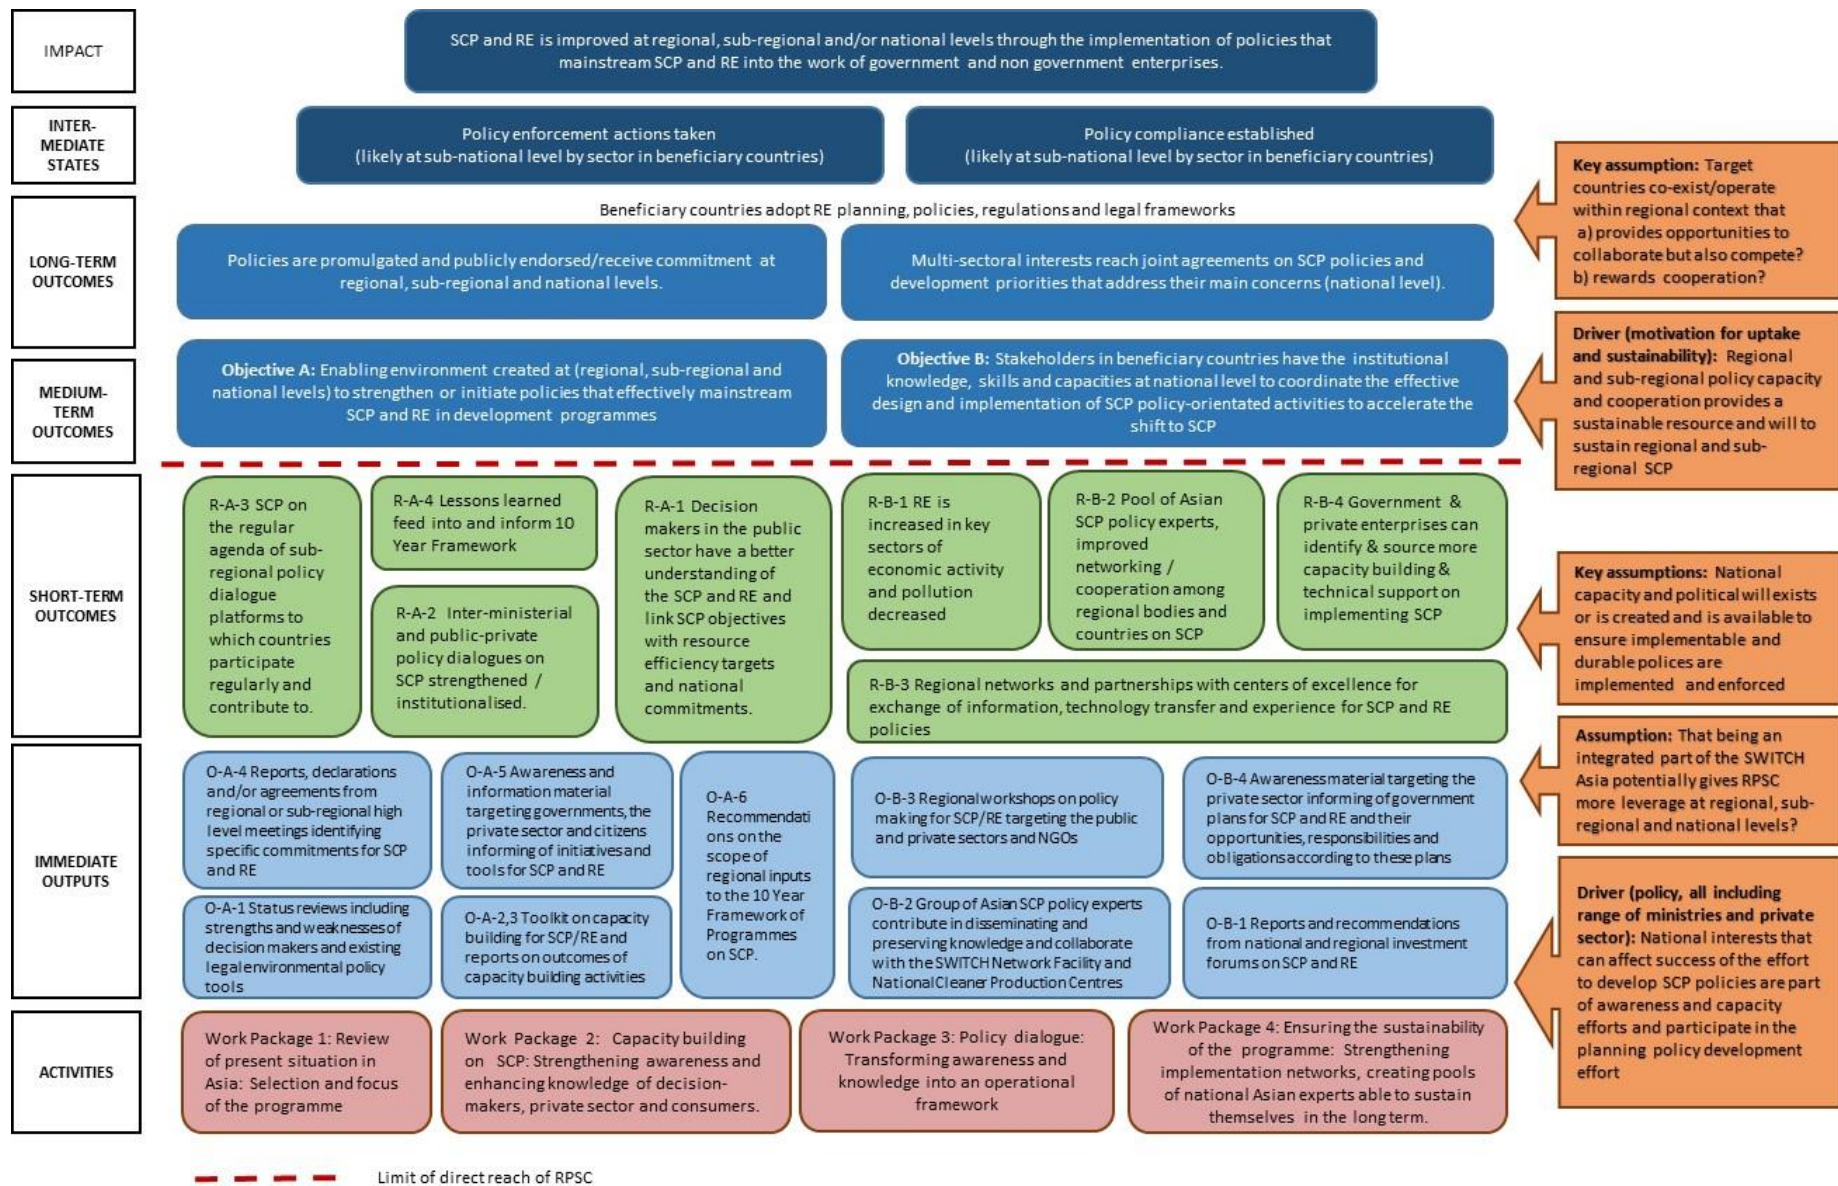 IMPACT
SCP and RE is improved at regional, sub-regional and/or national levels through the implementation of policies that
mainstream SCP and RE into the work of government and non government enterprises.
INTER-
MEDIATE
STATES
Policy enforcement actions taken
(likely at sub-national level by sector in beneficiary countries)
Policy compliance established
(likely at sub-national level by sector in beneficiary countries)
Key assumption: Target
countries co-exist/operate
within regional context that
a) provides opportunities to
collaborate but also compete?
b) rewards cooperation?
LONG-TERM
OUTCOMES
Beneficiary countries adopt RE planning, policies, regulations and legal frameworks
Policies are promulgated and publicly endorsed/receive commitment at
regional, sub-regional and national levels.
Multi-sectoral interests reach joint agreements on SCP policies and
development priorities that address their main concerns (national level).
Driver (motivation for uptake
and sustainability): Regional
and sub-regional policy capacity
and cooperation provides a
sustainable resource and will to
sustain regional and sub-
regional SCP
MEDIUM-
TERM
OUTCOMES
Objective A: Enabling environment created at (regional, sub-regional and
national levels) to strengthen or initiate policies that effectively mainstream
SCP and RE in development programmes
Objective B: Stakeholders in beneficiary countries have the institutional
knowledge, skills and capacities at national level to coordinate the effective
design and implementation of SCP policy-orientated activities to accelerate the
shift to SCP
SHORT-TERM
OUTCOMES
R-A-3 SCP on
the regular
agenda of sub-
regional policy
dialogue
platforms to
which countries
participate
regularly and
contribute to.
R-A-4 Lessons learned
feed into and inform 10
Year Framework
R-A-2 Inter-ministerial
and public-private
policy dialogues on
SCP strengthened /
institutionalised.
R-A-1 Decision
makers in the public
sector have a better
understanding of
the SCP and RE and
link SCP objectives
with resource
efficiency targets
and national
commitments.
R-B-1 RE is
increased in key
sectors of
economic activity
and pollution
decreased
R-B-2 Pool of Asian
SCP policy experts,
improved
networking /
cooperation among
regional bodies and
countries on SCP
R-B-4 Government &
private enterprises can
identify & source more
capacity building &
technical support on
implementing SCP
R-B-3 Regional networks and partnerships with centers of excellence for
exchange of information, technology transfer and experience for SCP and RE
policies
Key assumptions: National
capacity and political will exists
or is created and is available to
ensure implementable and
durable polices are
implemented and enforced
Assumption: That being an
integrated part of the SWITCH
Asia potentially gives RPSC
more leverage at regional, sub-
regional and national levels?
IMMEDIATE
OUTPUTS
O-A-4 Reports, declarations
and/or agreements from
regional or sub-regional high
level meetings identifying
specific commitments for SCP
and RE
O-A-5 Awareness and
information material
targeting governments, the
private sector and citizens
informing of initiatives and
tools for SCP and RE
O-A-6
Recommendati
ons on the
scope of
regional inputs
to the 10 Year
Framework of
Programmes
on SCP.
O-B-3 Regional workshops on policy
making for SCP/RE targeting the public
and private sectors and NGOs
O-B-4 Awareness material targeting the
private sector informing of government
plans for SCP and RE and their
opportunities, responsibilities and
obligations according to these plans
O-A-1 Status reviews including
strengths and weaknesses of
decision makers and existing
legal environmental policy
tools
O-A-2,3 Toolkit on capacity
building for SCP/RE and
reports on outcomes of
capacity building activities
O-B-2 Group of Asian SCP policy experts
contribute in disseminating and
preserving knowledge and collaborate
with the SWITCH Network Facility and
National Cleaner Production Centres
O-B-1 Reports and recommendations
from national and regional investment
forums on SCP and RE
Driver (policy, all including
range of ministries and private
sector): National interests that
can affect success of the effort
to develop SCP policies are part
of awareness and capacity
efforts and participate in the
planning policy development
effort
ACTIVITIES
Work Package 1: Review
of present situation in
Asia: Selection and focus
of the programme
Work Package 2: Capacity building
on SCP: Strengthening awareness and
enhancing knowledge of decision-
makers, private sector and consumers.
Work Package 3: Policy dialogue:
Transforming awareness and
knowledge into an operational
framework
Work Package 4: Ensuring the sustainability
of the programme: Strengthening
implementation networks, creating pools
of national Asian experts able to sustain
themselves in the long term.
Limit of direct reach of RPSC